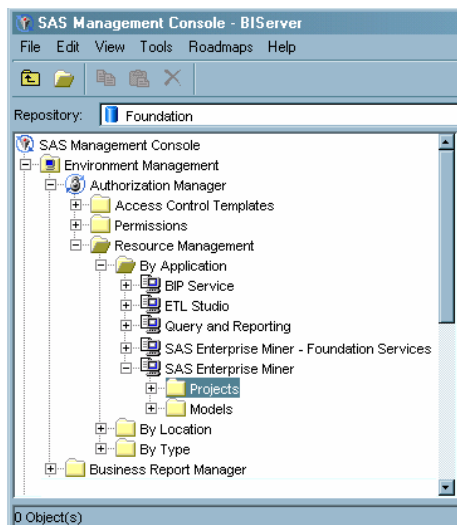 SAS Management Console - BIServer
File Edit View Tools Roadmaps Help
Repository: Foundation
SAS Management Console
Environment Management
Authorization Manager
Access Control Templates
Permissions
Resource Management
By Application
BIP Service
ETL Studio
Query and Reporting
SAS Enterprise Miner - Foundation Services
SAS Enterprise Miner
Projects
Models
By Location
By Type
Business Report Manager
0 Object(s)